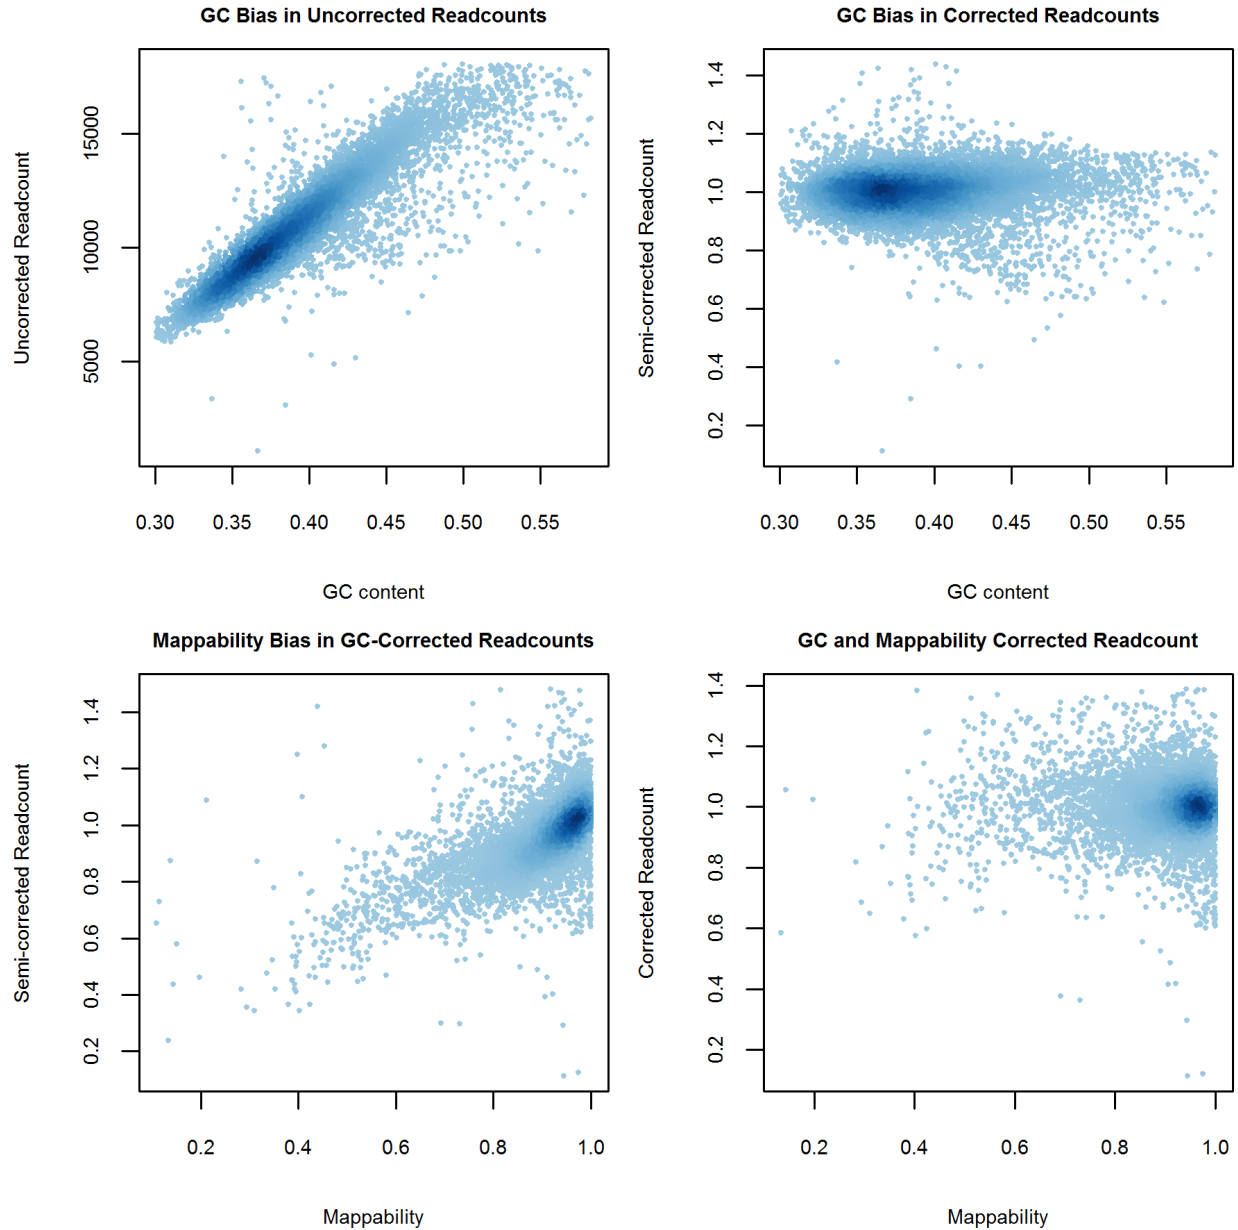 GC Bias in Uncorrected Readcounts
Uncorrected Readcount
15000
10000
5000
0.30 0.35 0.40 0.45 0.50 0.55
GC content
GC Bias in Corrected Readcounts
Semi-corrected Readcount
1.4
1.2
1.0
0.8
0.6
0.4
0.2
0.30 0.35 0.40 0.45 0.50 0.55
GC content
Mappability Bias in GC-Corrected Readcounts
Semi-corrected Readcount
1.4
1.2
1.0
0.8
0.6
0.4
0.2
0.2 0.4 0.6 0.8 1.0
Mappability
GC and Mappability Corrected Readcount
Corrected Readcount
1.4
1.2
1.0
0.8
0.6
0.4
0.2
0.2 0.4 0.6 0.8 1.0
Mappability